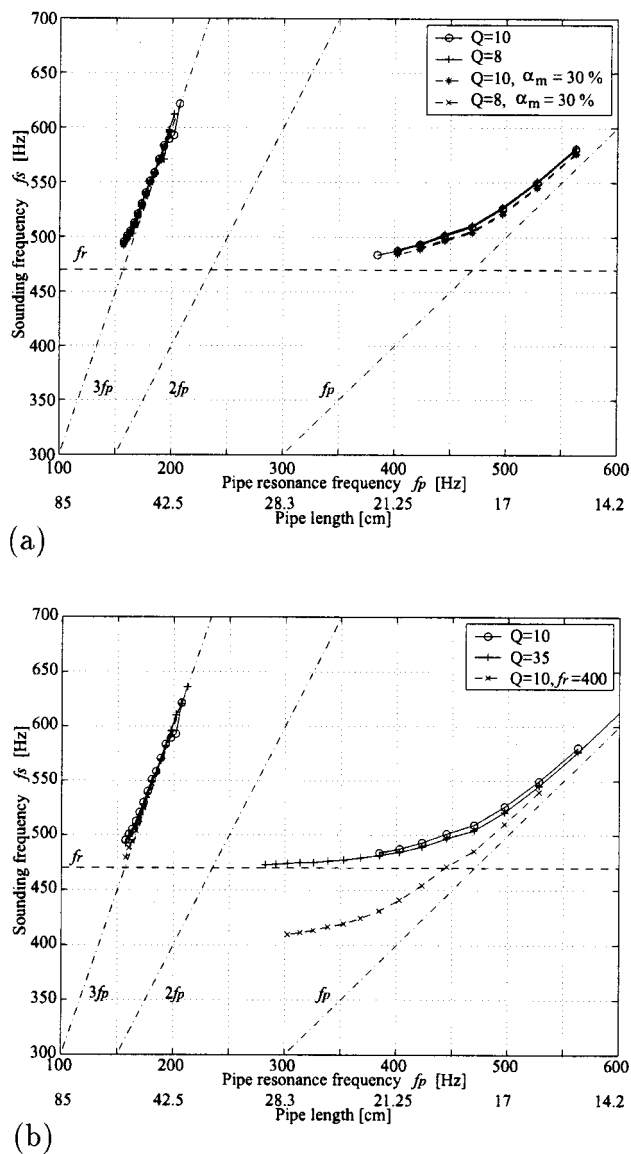 700
650
600
550
500
450
400
350
300
Sounding frequency fs [Hz]
fr
Q=10
Q=8
Q=10, αm = 30 %
Q=8, αm = 30 %
3fp
2fp
fp
100 200 300 400 500 600
Pipe resonance frequency fp [Hz]
85 42.5 28.3 21.25 17 14.2
Pipe length [cm]
(a)
700
650
600
550
500
450
400
350
300
Sounding frequency fs [Hz]
fr
Q=10
Q=35
Q=10, fr=400
3fp
2fp
fp
100 200 300 400 500 600
Pipe resonance frequency fp [Hz]
85 42.5 28.3 21.25 17 14.2
Pipe length [cm]
(b)